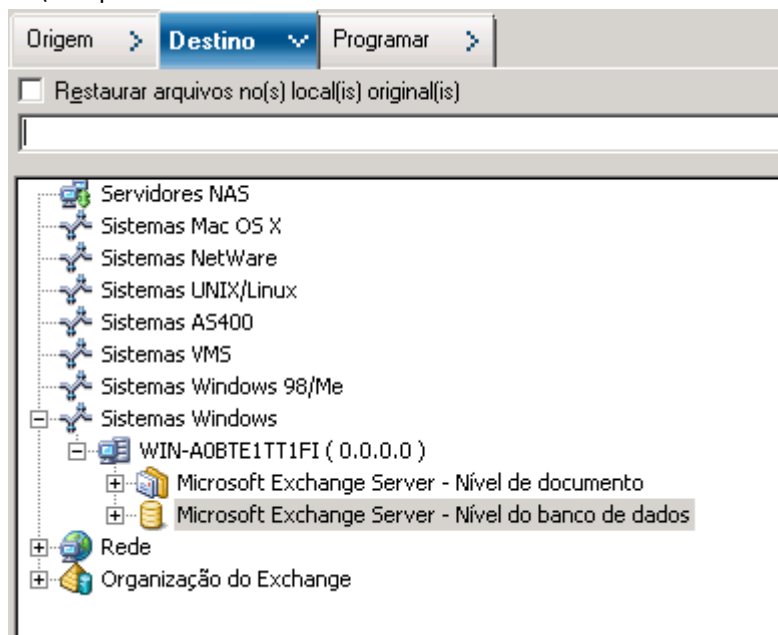 Origem > Destino Programar >
Restaurar arquivos no(s) local(is) original(is)
Servidores NAS
Sistemas Mac OS X
Sistemas NetWare
Sistemas UNIX/Linux
Sistemas AS400
Sistemas VMS
Sistemas Windows 98/Me
Sistemas Windows
WIN-A0BTE1TT1FI ( 0.0.0.0 )
Microsoft Exchange Server - Nível de documento
Microsoft Exchange Server - Nível do banco de dados
Rede
Organização do Exchange